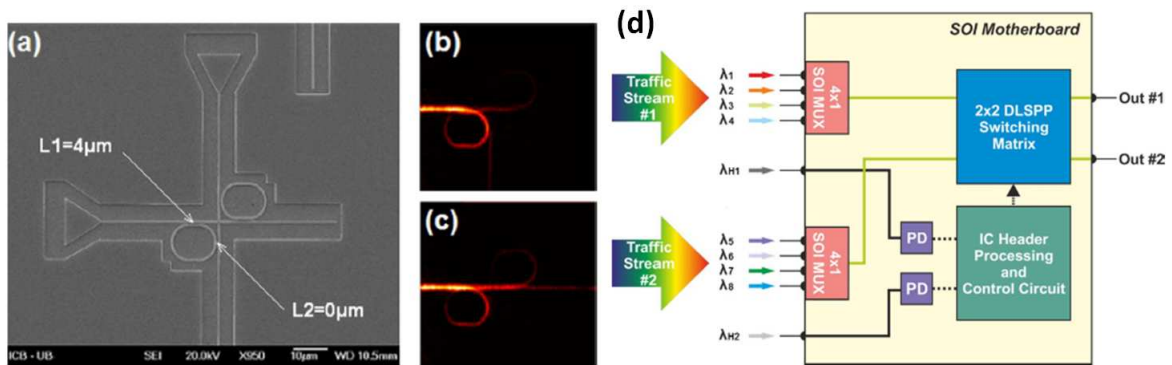 (a)
L1=4µm
L2=0µm
ICB - UB SEI 20.0kV X950 10µm WD 10.5mm
(b)
(c)
(d)
SOI Motherboard
Traffic
Stream
#1
λ1
λ2
λ3
λ4
4x1
SOI MUX
2x2 DLSPP
Switching
Matrix
Out #1
Out #2
λH1
Traffic
Stream
#2
λ5
λ6
λ7
λ8
4x1
SOI MUX
PD
PD
IC Header
Processing
and
Control Circuit
λH2